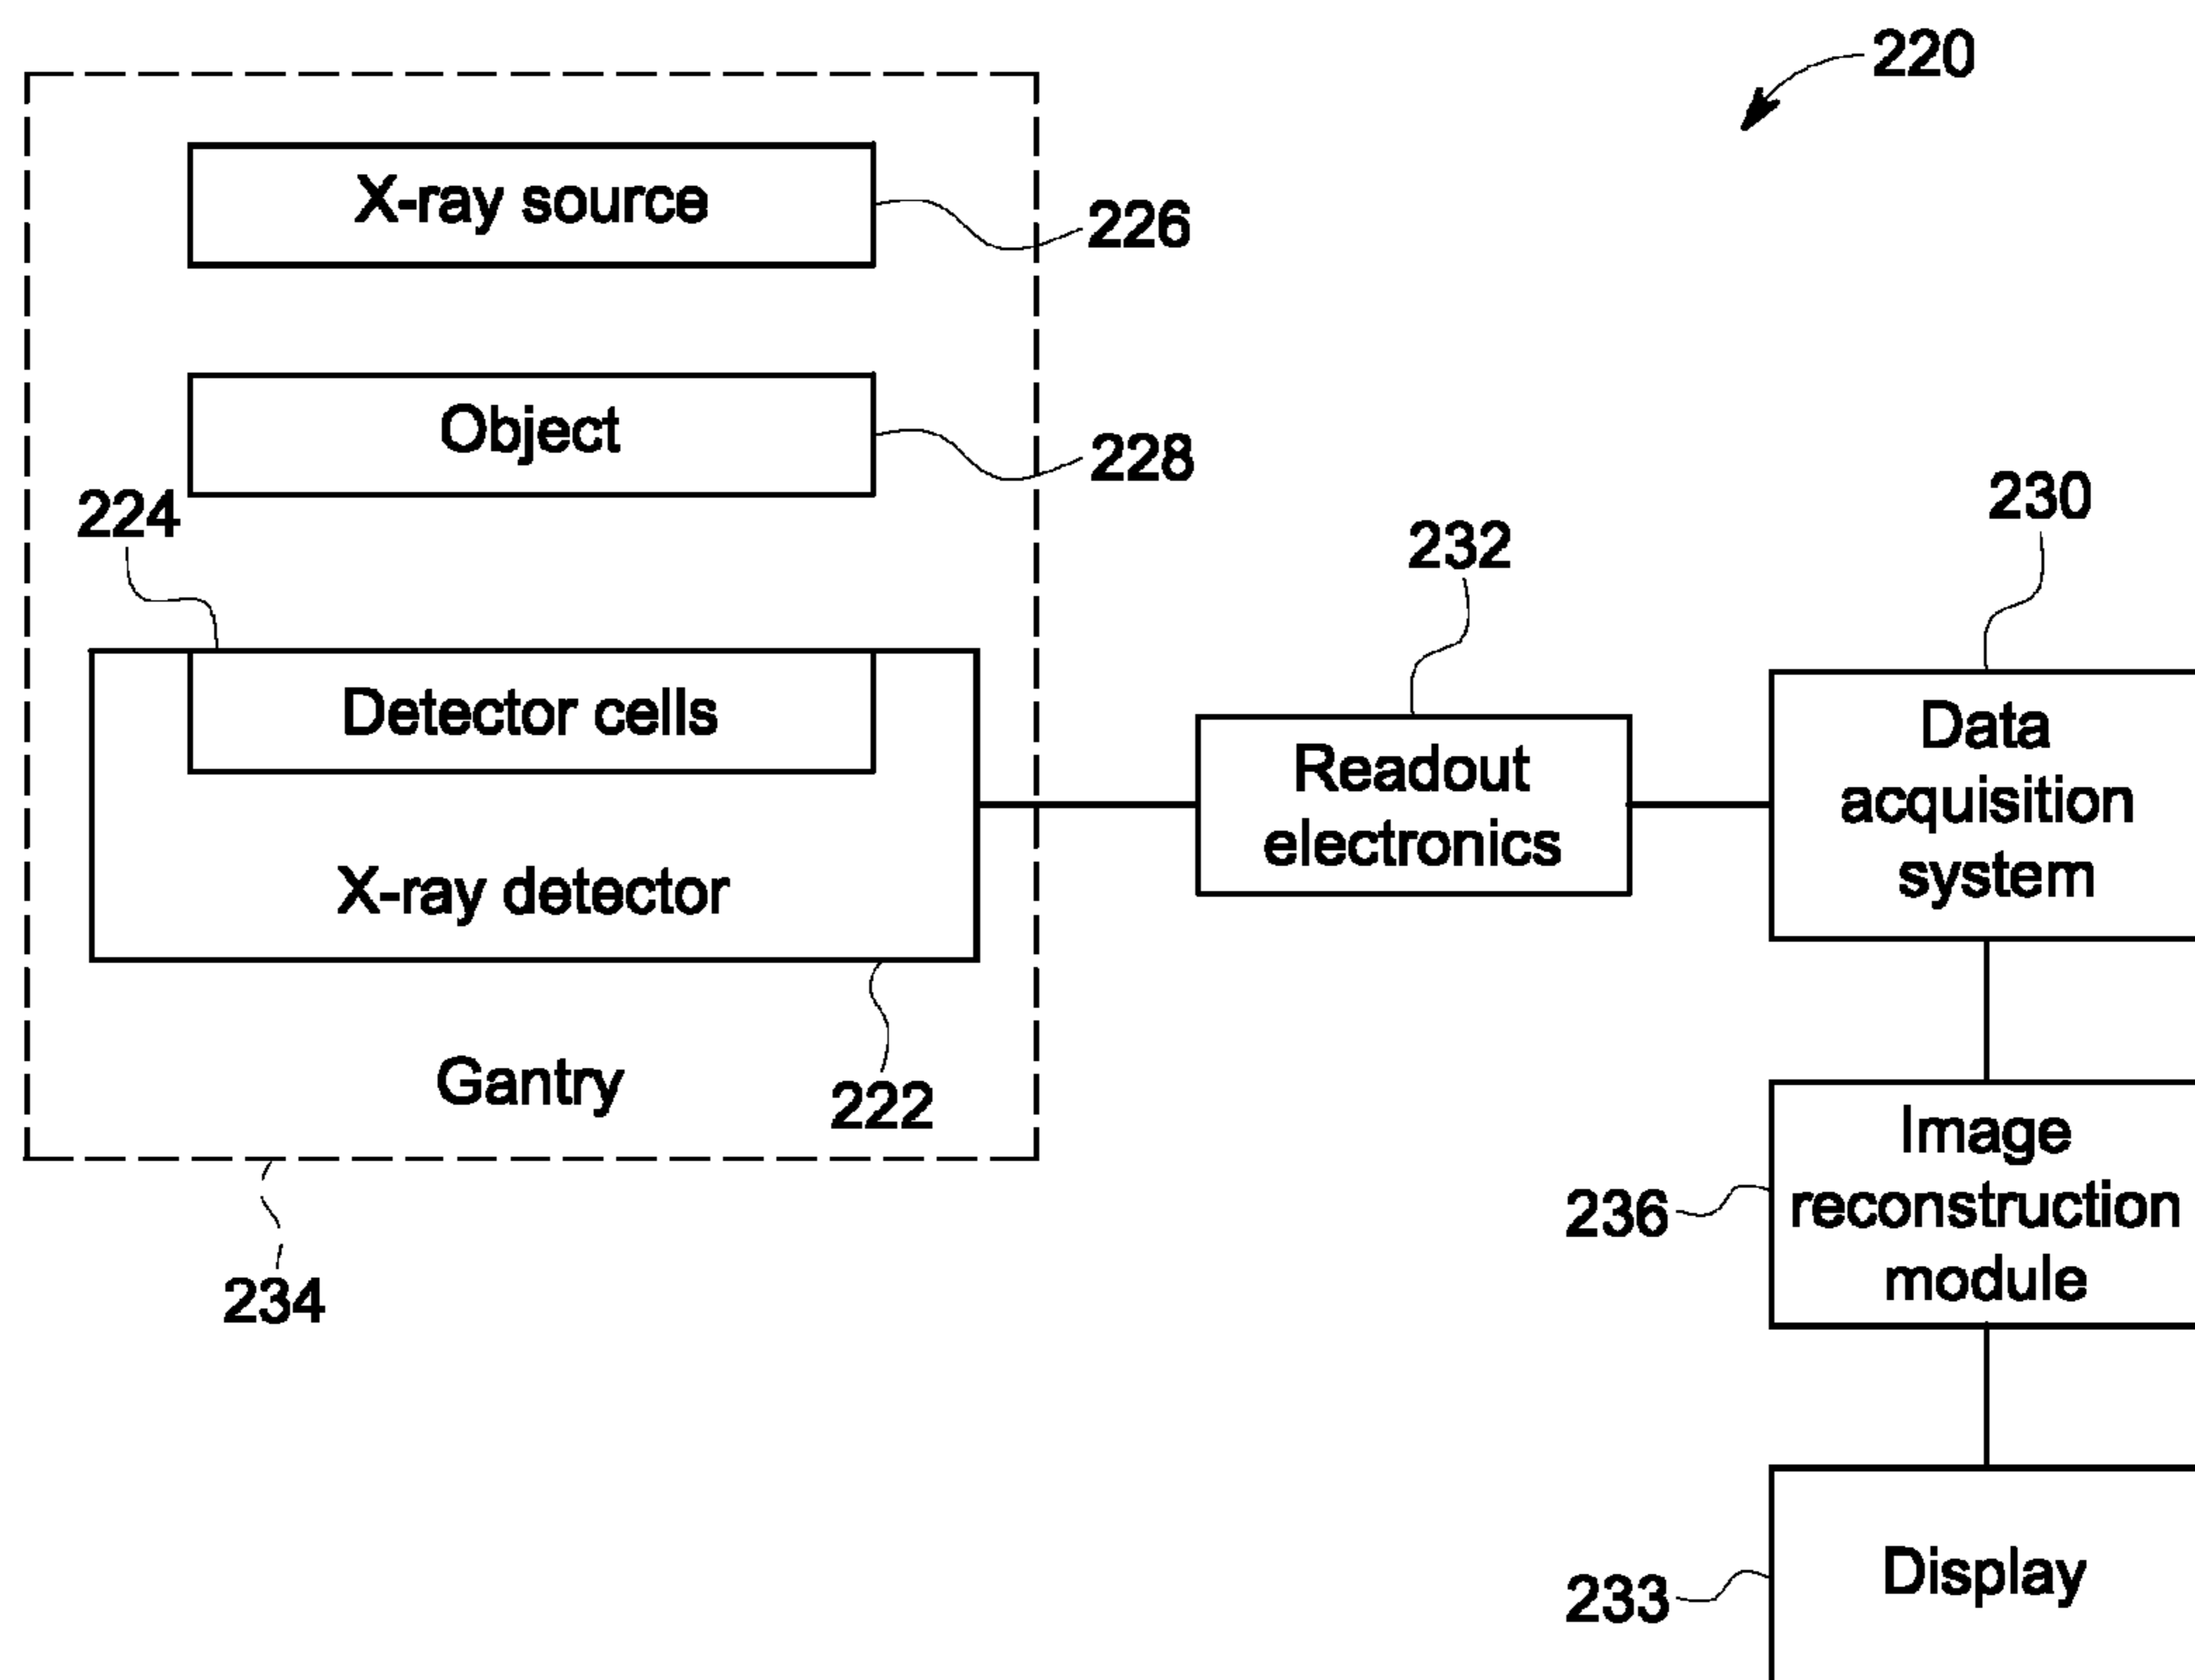 220
X-ray source
226
Object
228
224
Detector cells
X-ray detector
222
Gantry
234
232
Readout
electronics
230
Data
acquisition
system
236
Image
reconstruction
module
233
Display